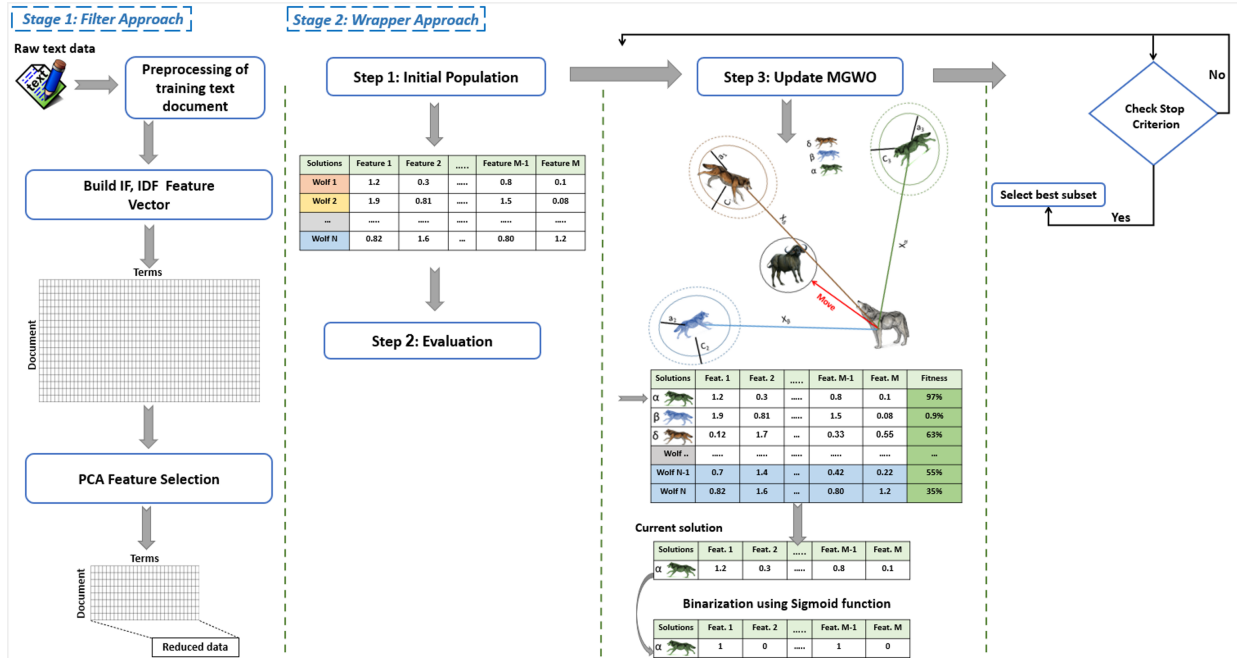 Stage 1: Filter Approach
Raw text data
text
Preprocessing of
training text
document
Build IF, IDF Feature
Vector
Terms
Document
PCA Feature Selection
Terms
Document
Reduced data
Stage 2: Wrapper Approach
Step 1: Initial Population
Solutions Feature 1 Feature 2 ..... Feature M-1 Feature M
Wolf 1 1.2 0.3 ..... 0.8 0.1
Wolf 2 1.9 0.81 ..... 1.5 0.08
... ..... ..... ..... ..... .....
Wolf N 0.82 1.6 ... 0.80 1.2
Step 2: Evaluation
Step 3: Update MGWO
δ
β
α
a₁
C
a₃
C₃
Move
a₂
C₂
X
Solutions Feat. 1 Feat. 2 ..... Feat. M-1 Feat. M Fitness
α 1.2 0.3 ..... 0.8 0.1 97%
β 1.9 0.81 ..... 1.5 0.08 0.9%
δ 0.12 1.7 ... 0.33 0.55 63%
Wolf .. ..... ..... ..... ..... ..... ...
Wolf N-1 0.7 1.4 ... 0.42 0.22 55%
Wolf N 0.82 1.6 ... 0.80 1.2 35%
Current solution
Solutions Feat. 1 Feat. 2 ..... Feat. M-1 Feat. M
α 1.2 0.3 ..... 0.8 0.1
Binarization using Sigmoid function
Solutions Feat. 1 Feat. 2 ..... Feat. M-1 Feat. M
α 1 0 ..... 1 0
Check Stop
Criterion
No
Yes
Select best subset